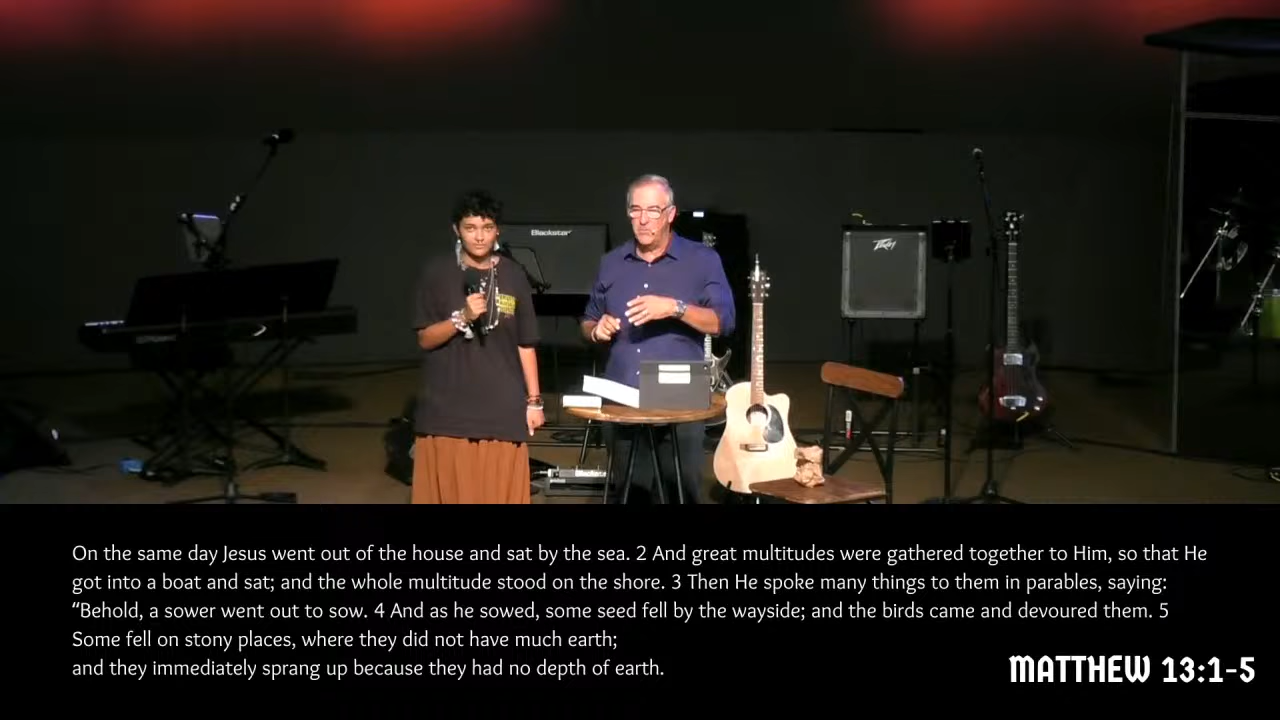 Blackstar
Peavey
Blackstar
On the same day Jesus went out of the house and sat by the sea. 2 And great multitudes were gathered together to Him, so that He
got into a boat and sat; and the whole multitude stood on the shore. 3 Then He spoke many things to them in parables, saying:
“Behold, a sower went out to sow. 4 And as he sowed, some seed fell by the wayside; and the birds came and devoured them. 5
Some fell on stony places, where they did not have much earth;
and they immediately sprang up because they had no depth of earth.
MATTHEW 13:1-5